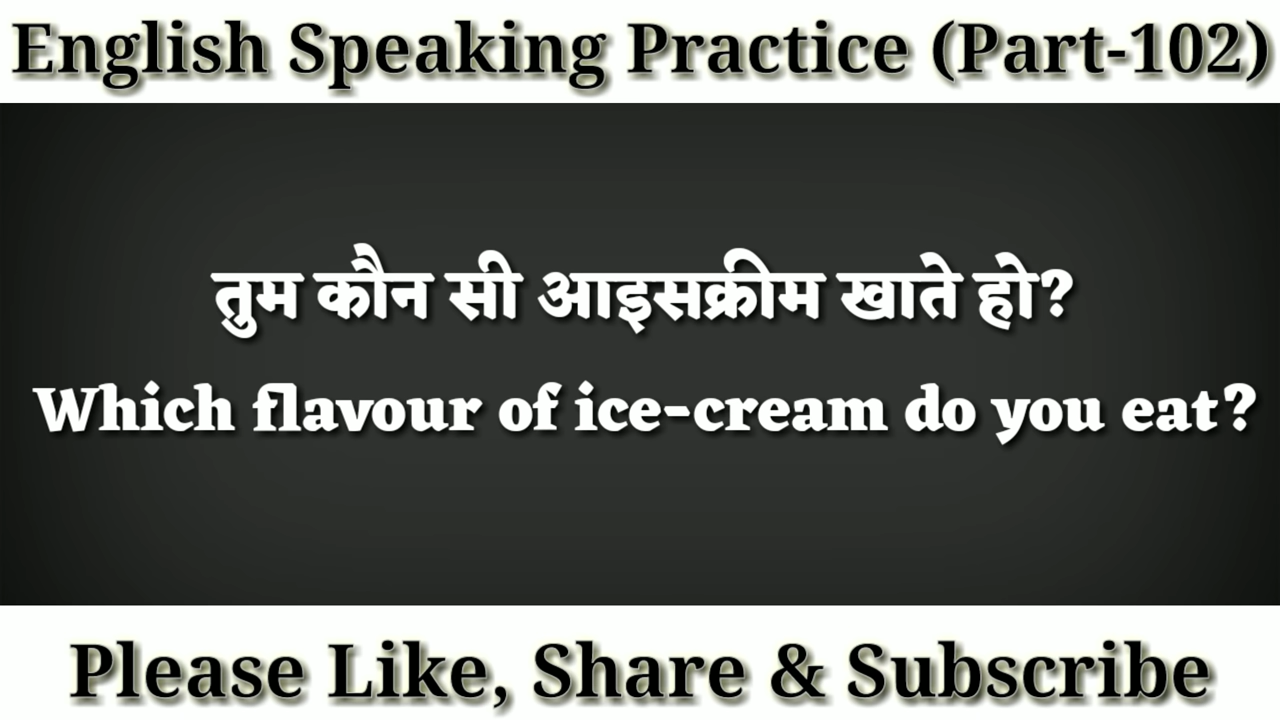 English Speaking Practice (Part-102)
तुम कौन सी आइसक्रीम खाते हो?
Which flavour of ice-cream do you eat?
Please Like, Share & Subscribe